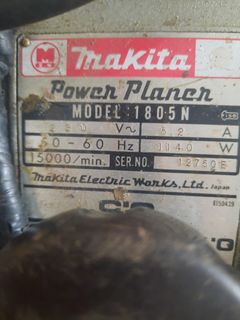 M makita
Power Planer
MODEL 1805N
220 V~ 5.2 A
50-60 Hz 1140 W
15000/min. SER.NO. 12750E
Makita Electric Works, Ltd. Japan